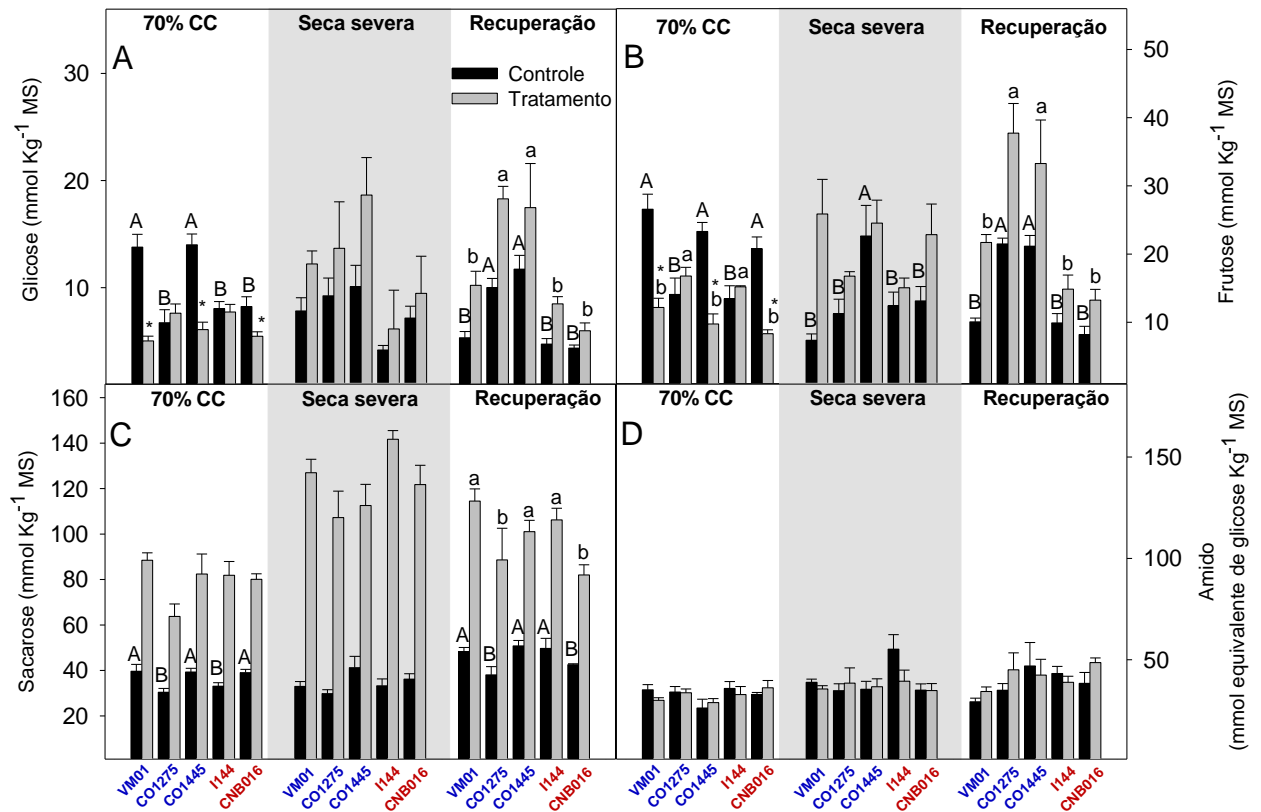 70% CC Seca severa Recuperação
A
Controle
Tratamento
Glicose (mmol Kg-1 MS)
30
20
10
A B A B B
* * *
B A A B B
b a a b b
70% CC Seca severa Recuperação
B
Frutose (mmol Kg-1 MS)
50
40
30
20
10
A B A B A
* * *
b a b a b
B B A B B
B A A B B
b a a b b
70% CC Seca severa Recuperação
C
Sacarose (mmol Kg-1 MS)
160
140
120
100
80
60
40
20
A B A B A
A B A A B
a b a a b
VM01 CO1275 CO1445 I144 CNB016
VM01 CO1275 CO1445 I144 CNB016
VM01 CO1275 CO1445 I144 CNB016
70% CC Seca severa Recuperação
D
Amido
(mmol equivalente de glicose Kg-1 MS)
150
100
50
VM01 CO1275 CO1445 I144 CNB016
VM01 CO1275 CO1445 I144 CNB016
VM01 CO1275 CO1445 I144 CNB016